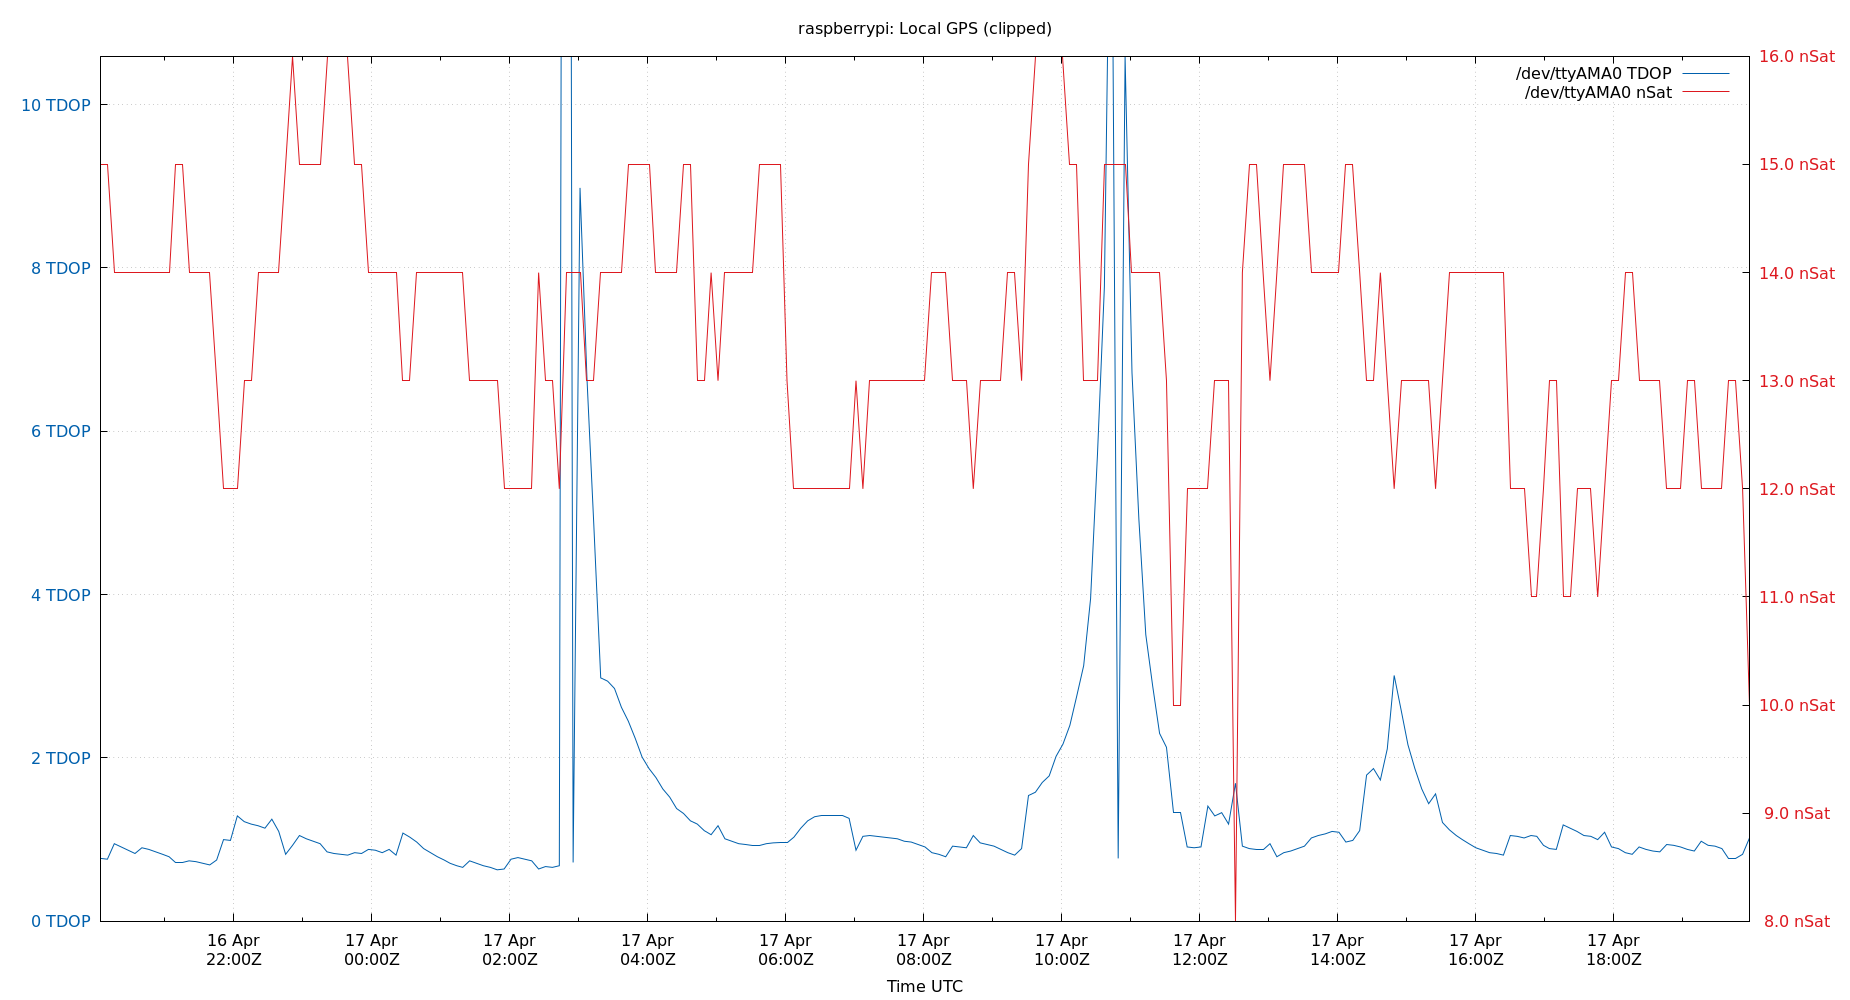 raspberrypi: Local GPS (clipped)
/dev/ttyAMA0 TDOP
/dev/ttyAMA0 nSat
10 TDOP
8 TDOP
6 TDOP
4 TDOP
2 TDOP
0 TDOP
16.0 nSat
15.0 nSat
14.0 nSat
13.0 nSat
12.0 nSat
11.0 nSat
10.0 nSat
9.0 nSat
8.0 nSat
16 Apr
22:00Z
17 Apr
00:00Z
17 Apr
02:00Z
17 Apr
04:00Z
17 Apr
06:00Z
17 Apr
08:00Z
17 Apr
10:00Z
17 Apr
12:00Z
17 Apr
14:00Z
17 Apr
16:00Z
17 Apr
18:00Z
Time UTC